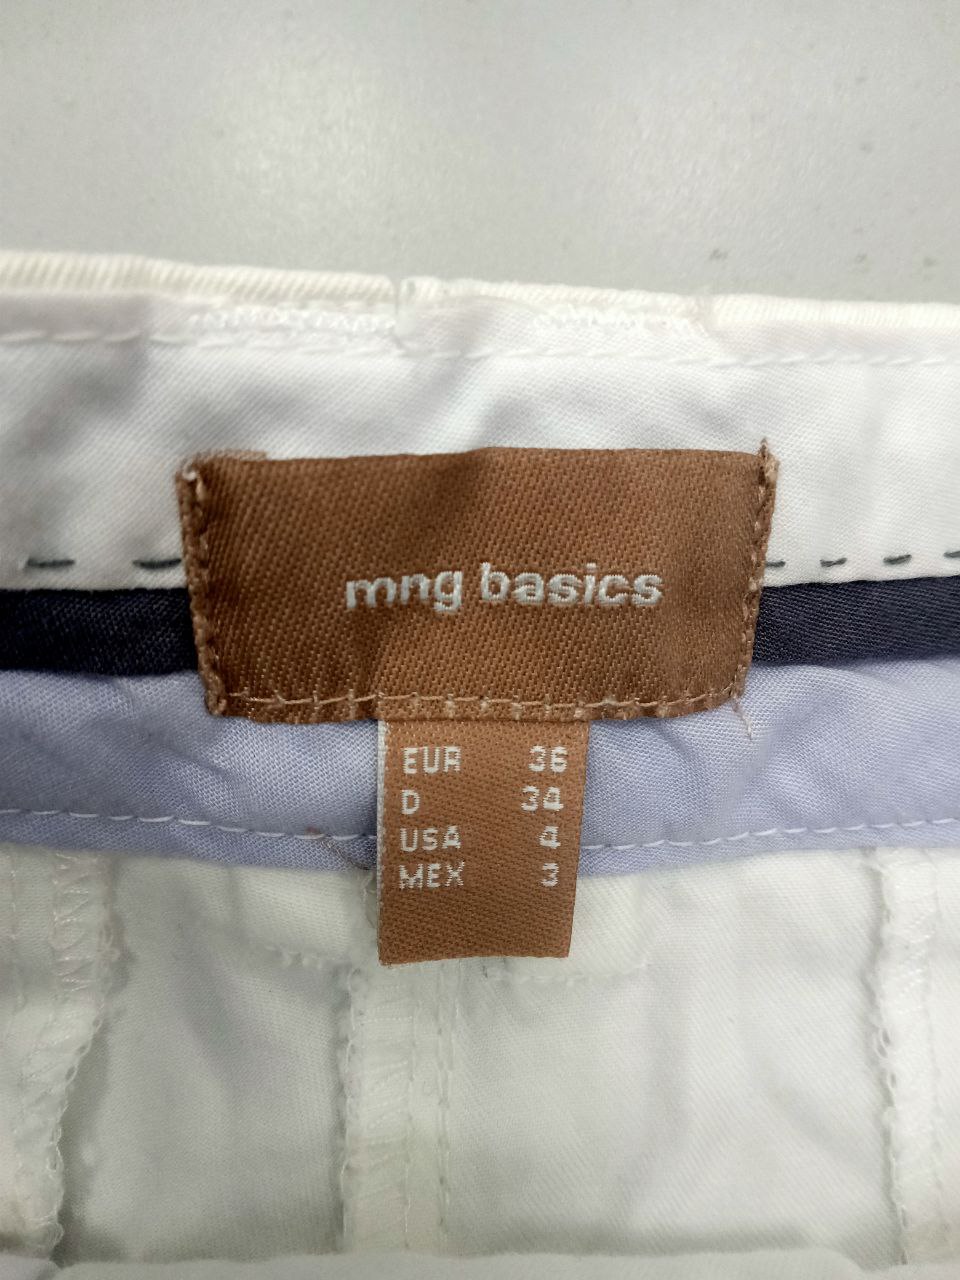 mng basics
EUR 36
D 34
USA 4
MEX 3